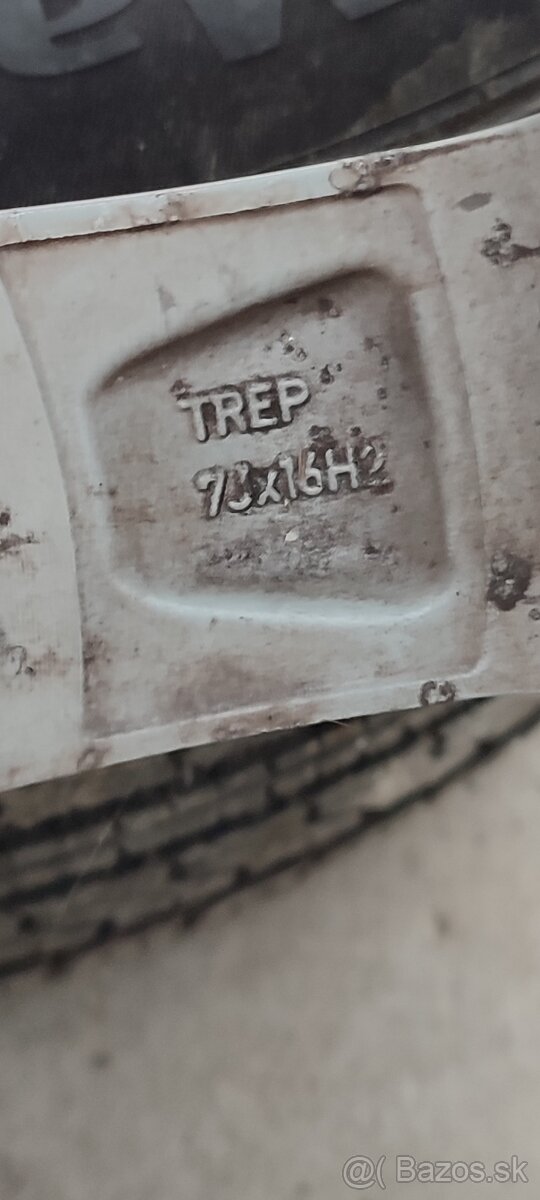 TREP
7Jx16H2
@( Bazos.sk